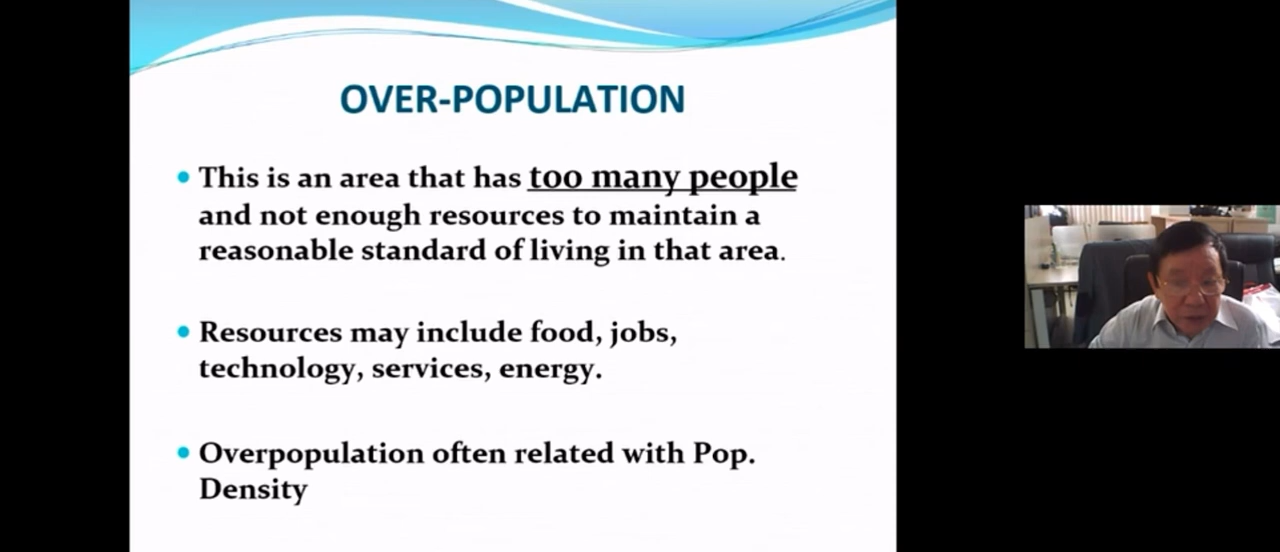 OVER-POPULATION
This is an area that has too many people
and not enough resources to maintain a
reasonable standard of living in that area.
Resources may include food, jobs,
technology, services, energy.
Overpopulation often related with Pop.
Density